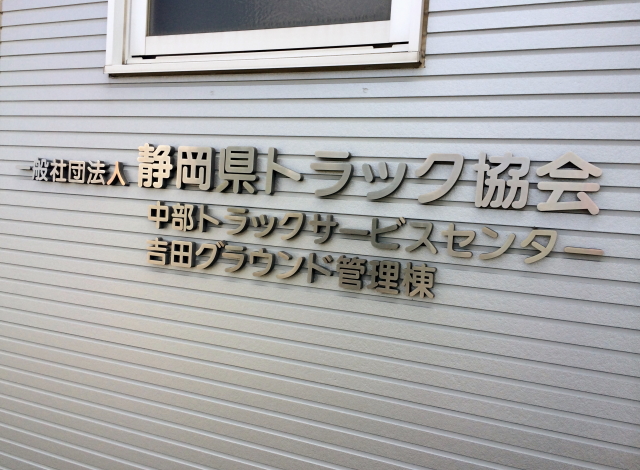 一般社団法人 静岡県トラック協会
中部トラックサービスセンター
吉田グラウンド管理棟